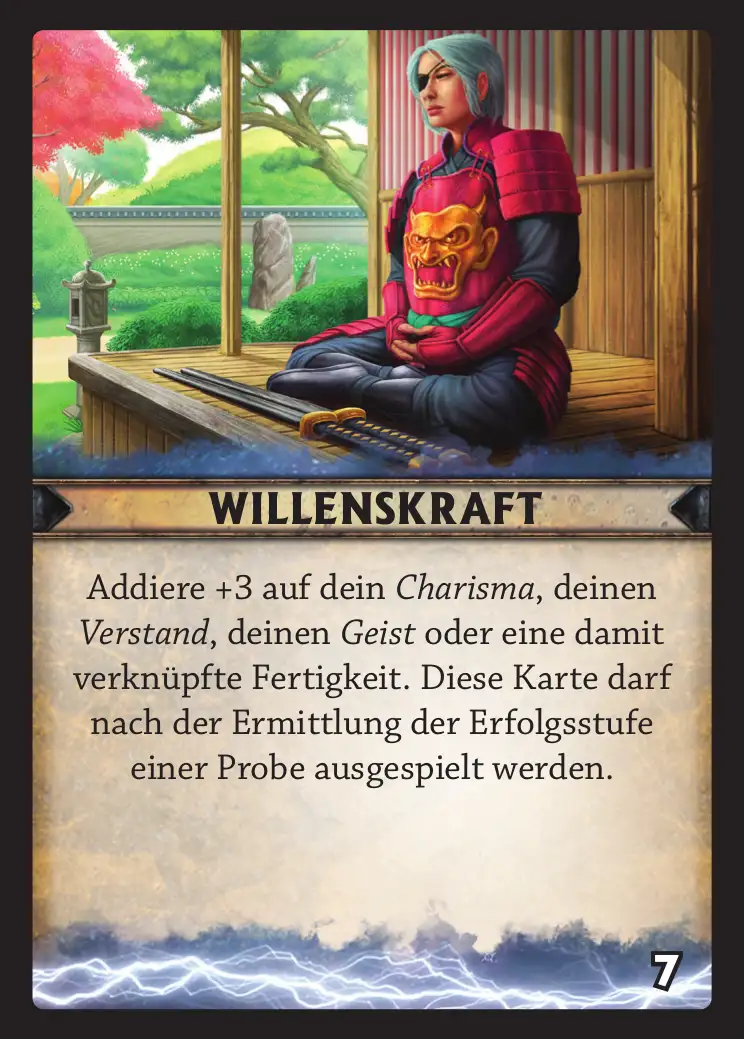 WILLENSKRAFT
Addiere +3 auf dein Charisma, deinen
Verstand, deinen Geist oder eine damit
verknüpfte Fertigkeit. Diese Karte darf
nach der Ermittlung der Erfolgsstufe
einer Probe ausgespielt werden.
7